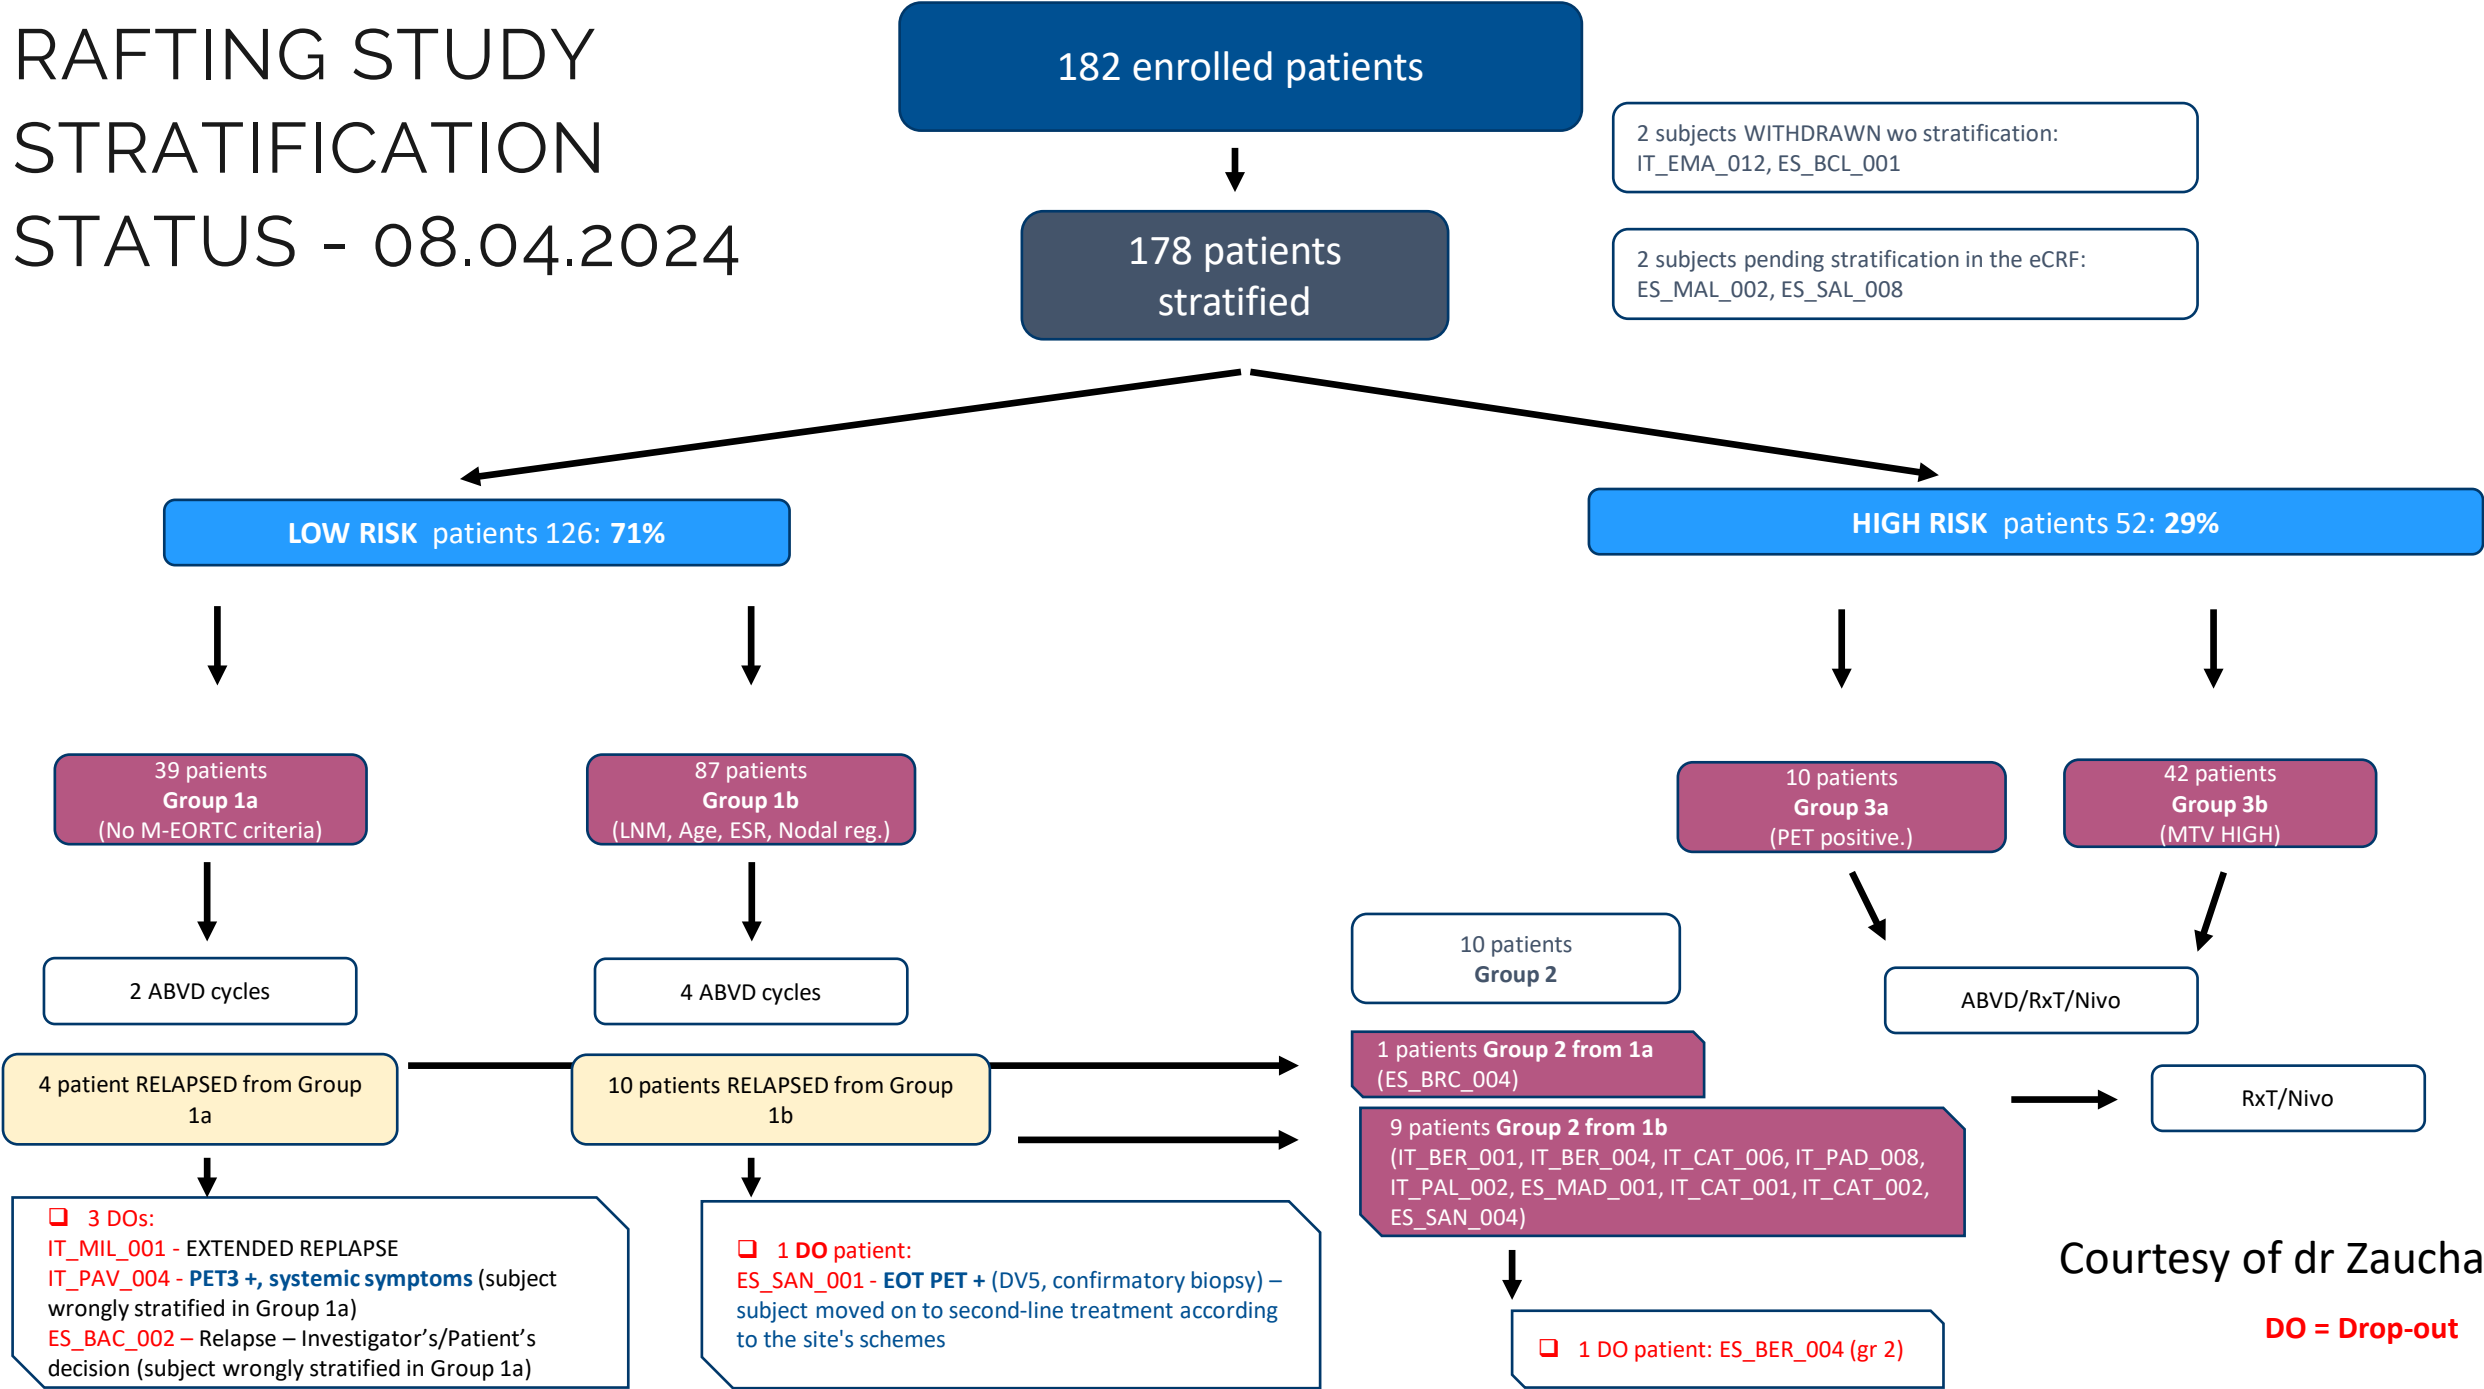 RAFTING STUDY
STRATIFICATION
STATUS - 08.04.2024
182 enrolled patients
2 subjects WITHDRAWN wo stratification:
IT_EMA_012, ES_BCL_001
178 patients
stratified
2 subjects pending stratification in the eCRF:
ES_MAL_002, ES_SAL_008
LOW RISK patients 126: 71%
HIGH RISK patients 52: 29%
39 patients
Group 1a
(No M-EORTC criteria)
87 patients
Group 1b
(LNM, Age, ESR, Nodal reg.)
10 patients
Group 3a
(PET positive.)
42 patients
Group 3b
(MTV HIGH)
2 ABVD cycles
4 ABVD cycles
10 patients
Group 2
ABVD/RxT/Nivo
4 patient RELAPSED from Group
1a
10 patients RELAPSED from Group
1b
1 patients Group 2 from 1a
(ES_BRC_004)
RxT/Nivo
9 patients Group 2 from 1b
(IT_BER_001, IT_BER_004, IT_CAT_006, IT_PAD_008,
IT_PAL_002, ES_MAD_001, IT_CAT_001, IT_CAT_002,
ES_SAN_004)
❑ 3 DOs:
IT_MIL_001 - EXTENDED REPLAPSE
IT_PAV_004 - PET3 +, systemic symptoms (subject
wrongly stratified in Group 1a)
ES_BAC_002 – Relapse – Investigator’s/Patient’s
decision (subject wrongly stratified in Group 1a)
❑ 1 DO patient:
ES_SAN_001 - EOT PET + (DV5, confirmatory biopsy) –
subject moved on to second-line treatment according
to the site's schemes
❑ 1 DO patient: ES_BER_004 (gr 2)
Courtesy of dr Zaucha
DO = Drop-out